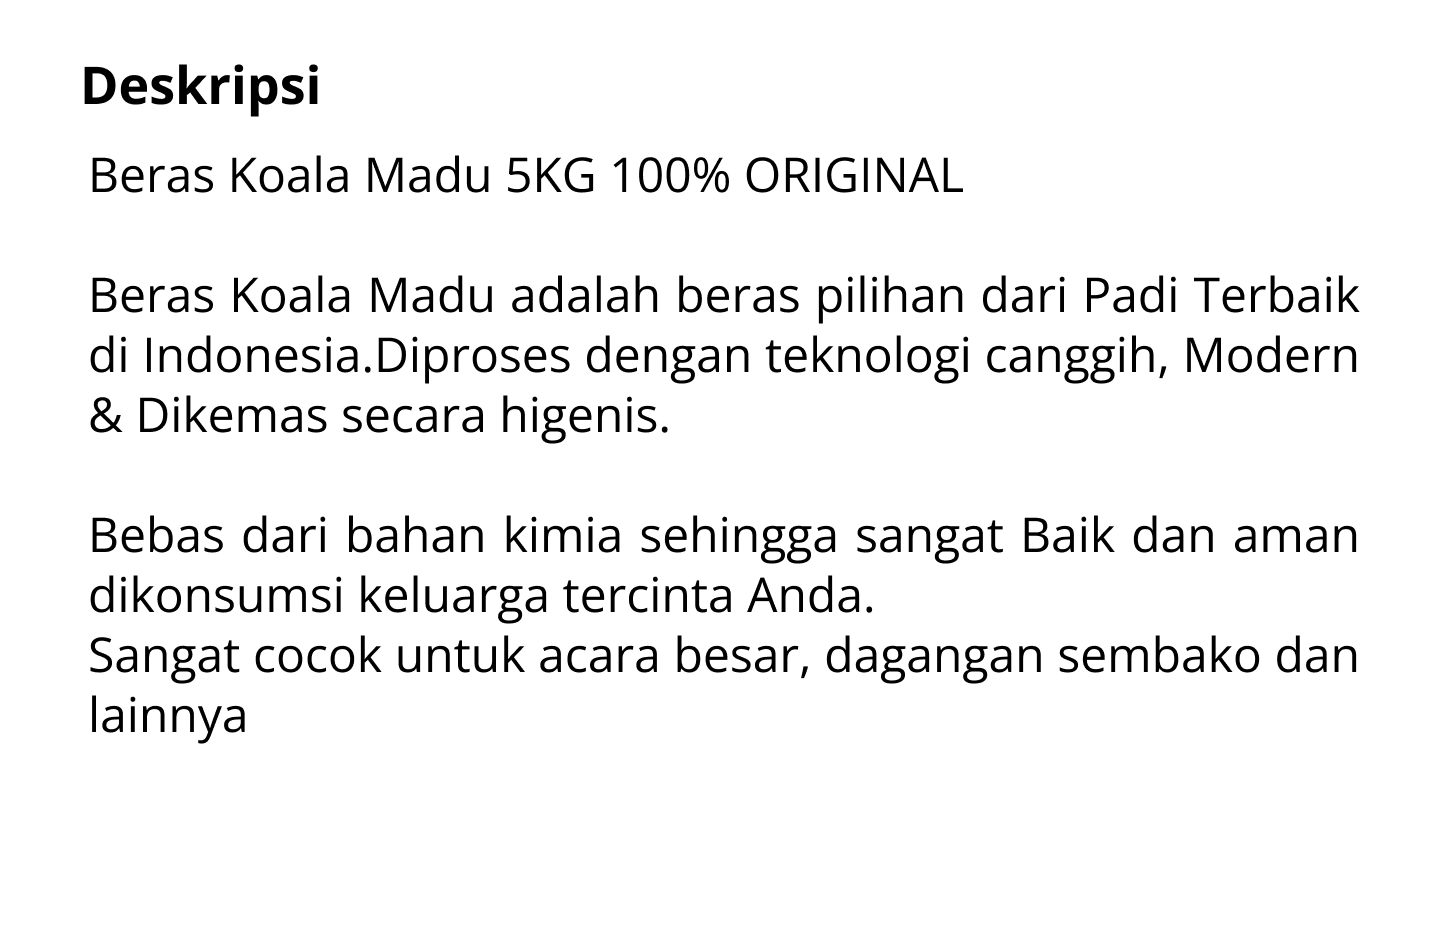 Deskripsi
Beras Koala Madu 5KG 100% ORIGINAL
Beras Koala Madu adalah beras pilihan dari Padi Terbaik
di Indonesia.Diproses dengan teknologi canggih, Modern
& Dikemas secara higenis.
Bebas dari bahan kimia sehingga sangat Baik dan aman
dikonsumsi keluarga tercinta Anda.
Sangat cocok untuk acara besar, dagangan sembako dan
lainnya